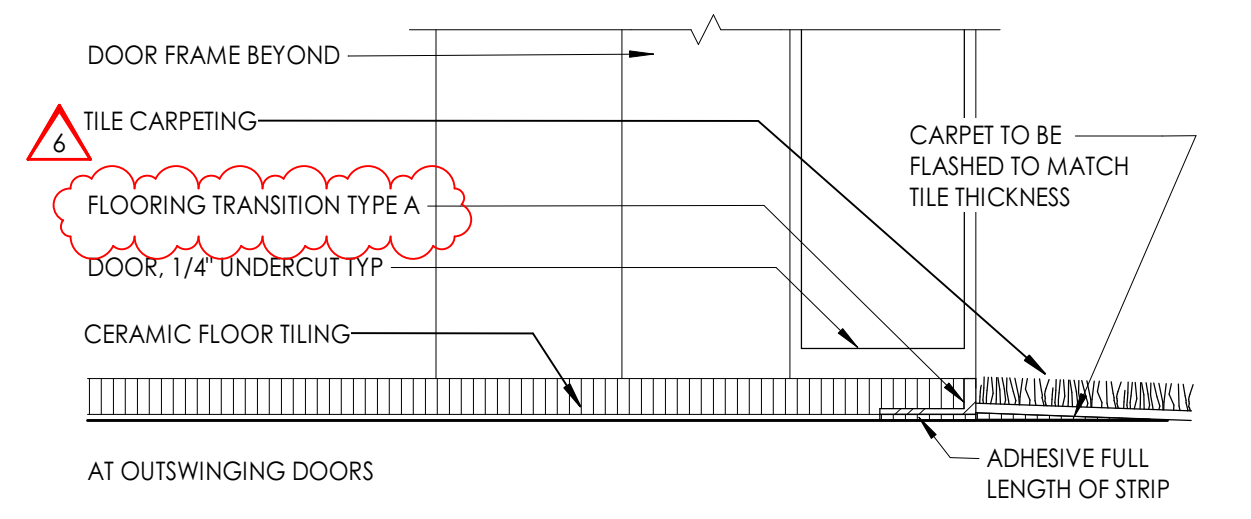 DOOR FRAME BEYOND
TILE CARPETING
6
FLOORING TRANSITION TYPE A
DOOR, 1/4" UNDERCUT TYP
CERAMIC FLOOR TILING
CARPET TO BE
FLASHED TO MATCH
TILE THICKNESS
AT OUTSWINGING DOORS
ADHESIVE FULL
LENGTH OF STRIP